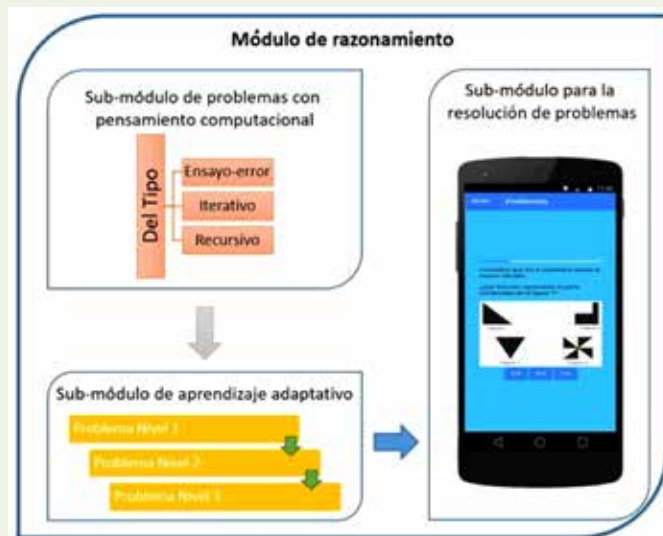 Módulo de razonamiento
Sub-módulo de problemas con
pensamiento computacional
Del Tipo
Ensayo-error
Iterativo
Recursivo
Sub-módulo de aprendizaje adaptativo
Problema Nivel 1
Problema Nivel 2
Problema Nivel 3
Sub-módulo para la
resolución de problemas